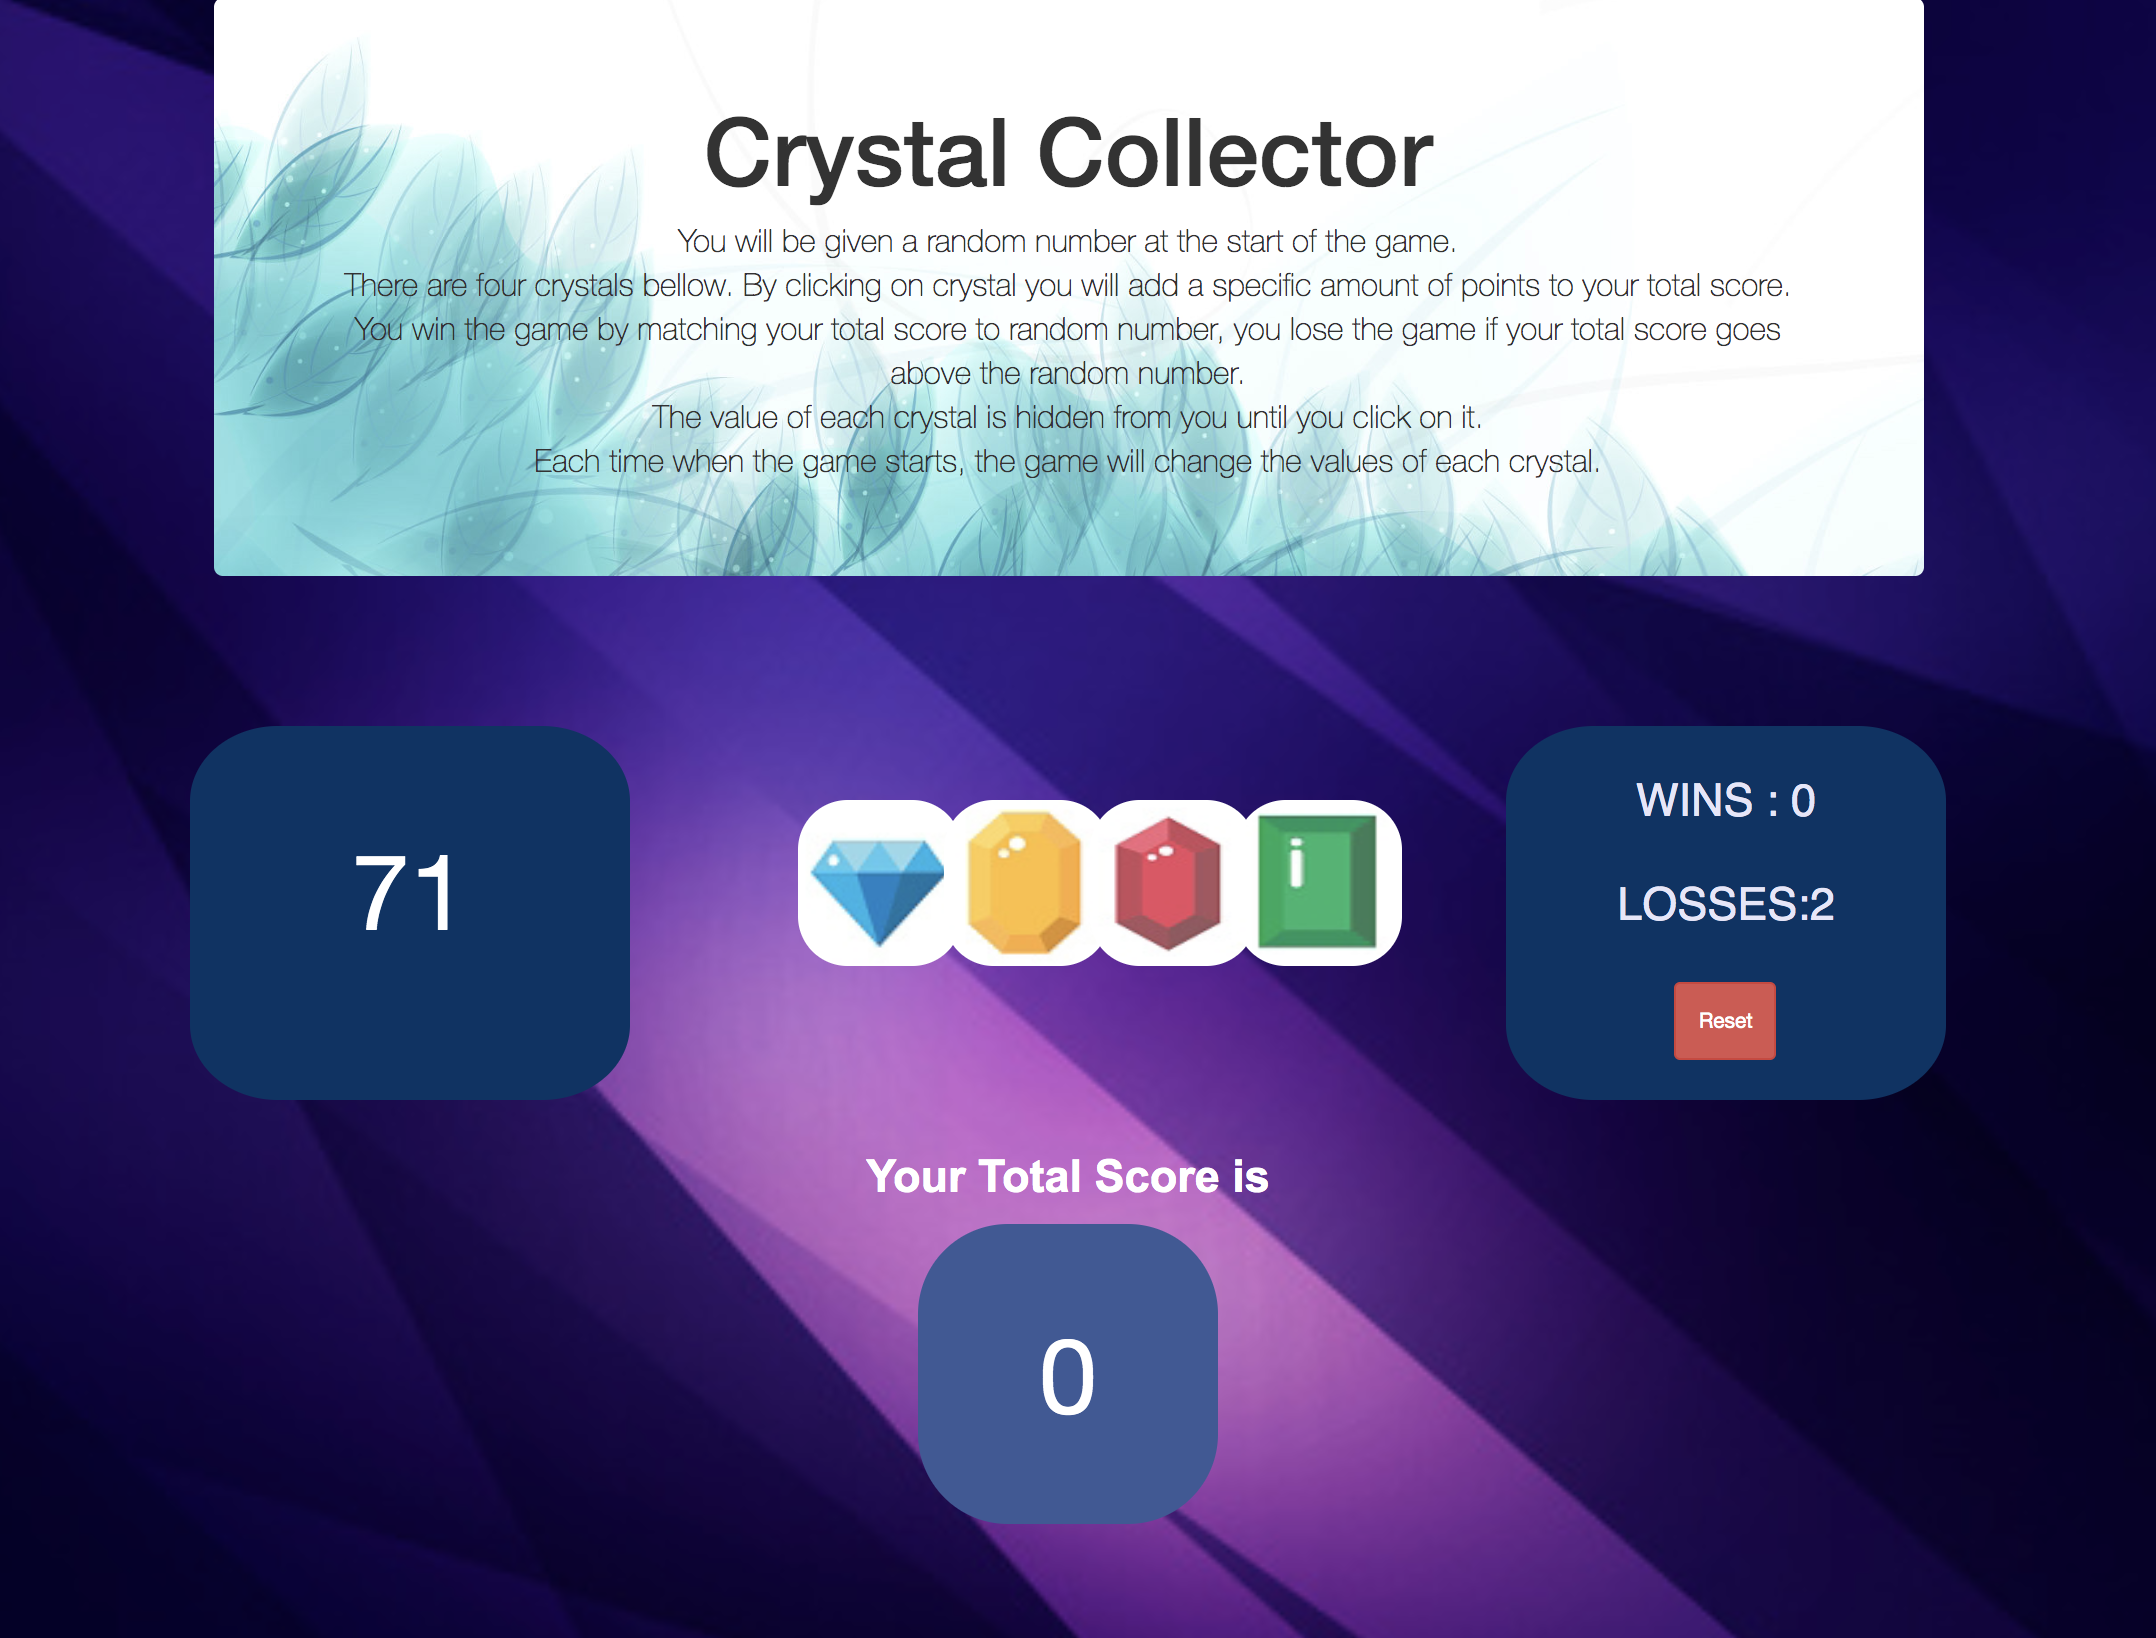 Crystal Collector
You will be given a random number at the start of the game.
There are four crystals bellow. By clicking on crystal you will add a specific amount of points to your total score.
You win the game by matching your total score to random number, you lose the game if your total score goes
above the random number.
The value of each crystal is hidden from you until you click on it.
Each time when the game starts, the game will change the values of each crystal.
71
WINS : 0
LOSSES:2
Reset
Your Total Score is
0